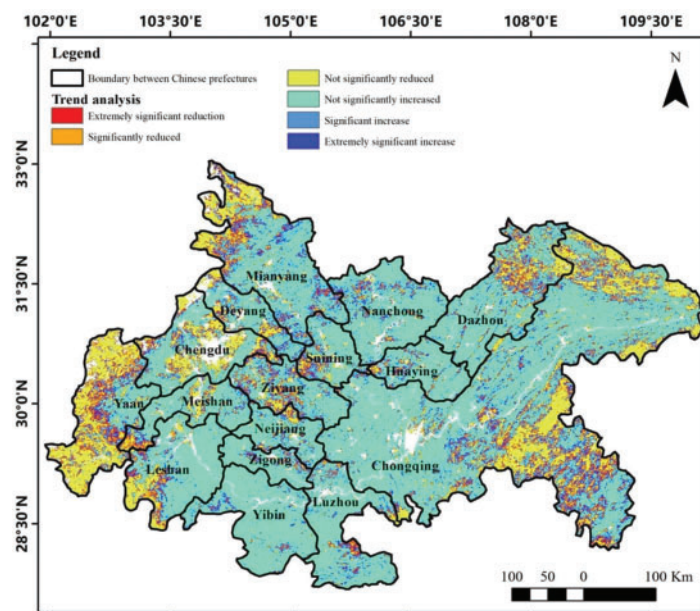 102°0'E 103°30'E 105°0'E 106°30'E 108°0'E 109°30'E
Legend
Boundary between Chinese prefectures
Trend analysis
Extremely significant reduction
Significantly reduced
Not significantly reduced
Not significantly increased
Significant increase
Extremely significant increase
N
33°0'N
31°30'N
30°0'N
28°30'N
Mianyang
Deyang
Nanchong
Dazhou
Chengdu
Suining
Huaying
Ziyang
Yaan
Meishan
Neijiang
Leshan
Zigong
Chongqing
Luzhou
Yibin
100 50 0 100 Km